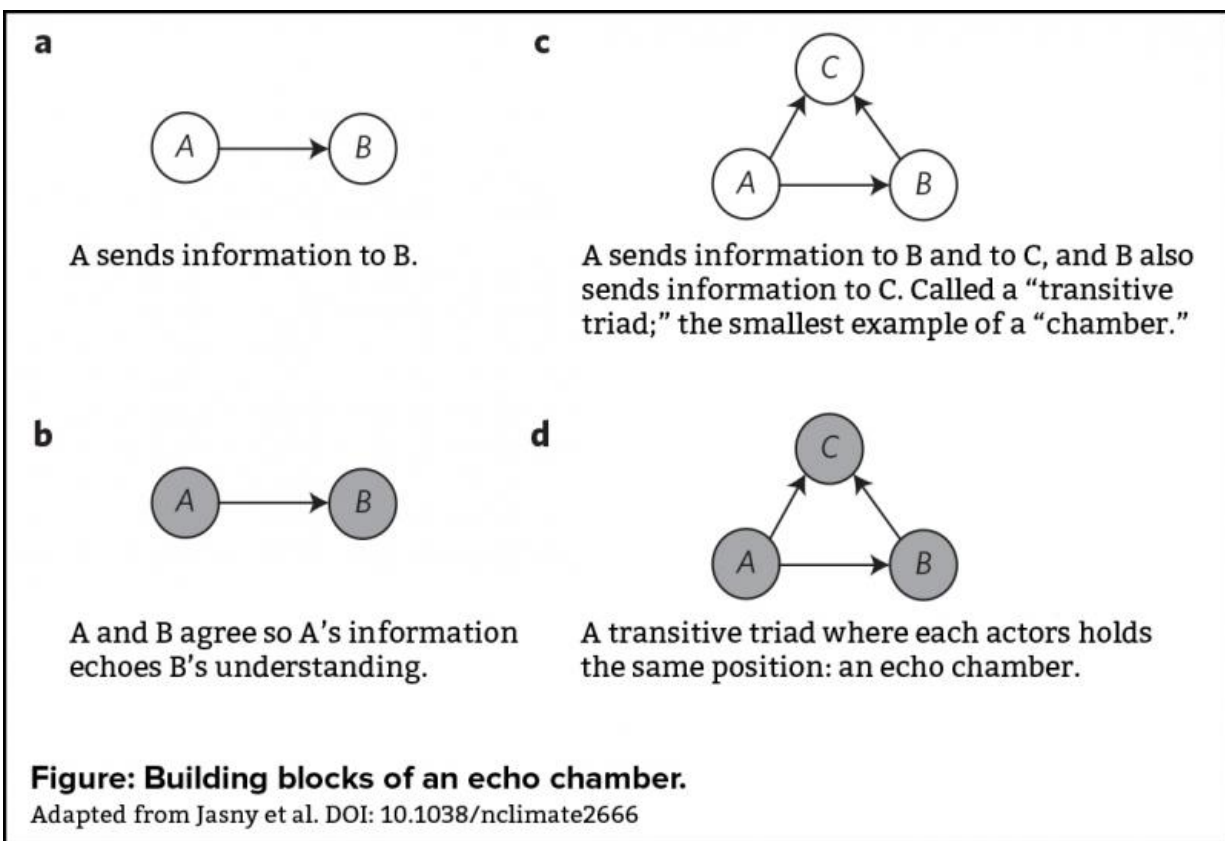 a
A
B
A sends information to B.
c
C
A
B
A sends information to B and to C, and B also
sends information to C. Called a “transitive
triad;” the smallest example of a “chamber.”
b
A
B
A and B agree so A’s information
echoes B’s understanding.
d
C
A
B
A transitive triad where each actors holds
the same position: an echo chamber.
Figure: Building blocks of an echo chamber.
Adapted from Jasny et al. DOI: 10.1038/nclimate2666